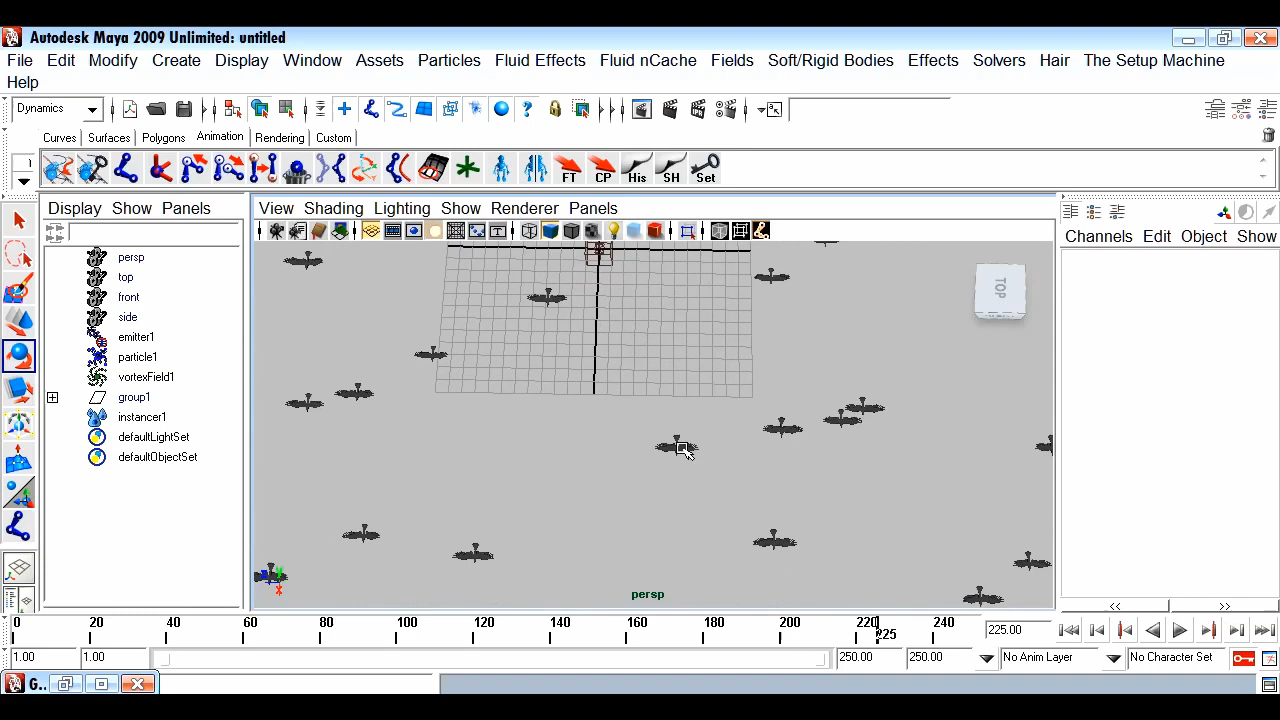 Autodesk Maya 2009 Unlimited: untitled
File Edit Modify Create Display Window Assets Particles Fluid Effects Fluid nCache Fields Soft/Rigid Bodies Effects Solvers Hair The Setup Machine
Help
Dynamics
Curves Surfaces Polygons Animation Rendering Custom
FT CP His SH Set
Display Show Panels
View Shading Lighting Show Renderer Panels
Channels Edit Object Show
persp
top
front
side
emitter1
particle1
vortexField1
group1
instancer1
defaultLightSet
defaultObjectSet
TOP
persp
0 20 40 60 80 100 120 140 160 180 200 220 225 240
225.00
1.00 1.00 250.00 250.00 No Anim Layer No Character Set
G..